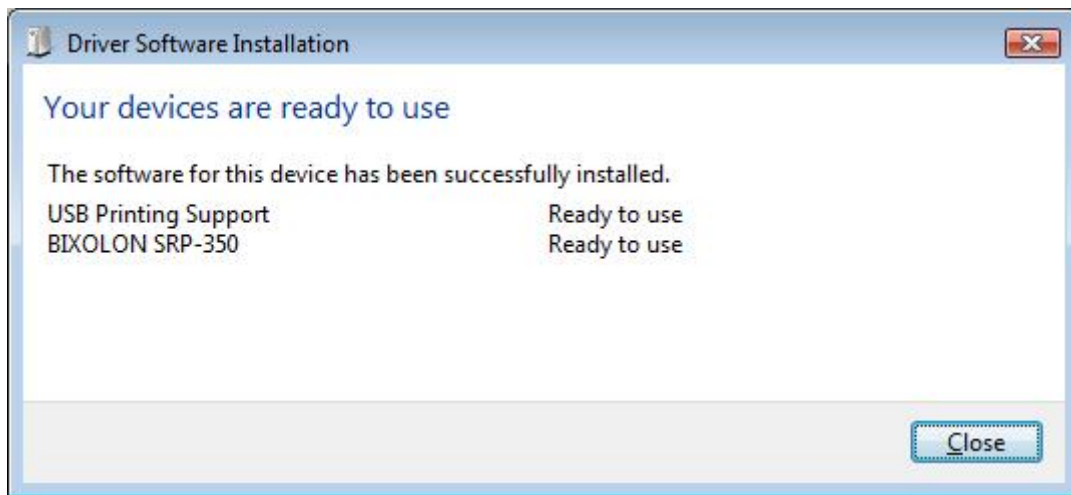 Driver Software Installation
Your devices are ready to use
The software for this device has been successfully installed.
USB Printing Support Ready to use
BIXOLON SRP-350 Ready to use
Close